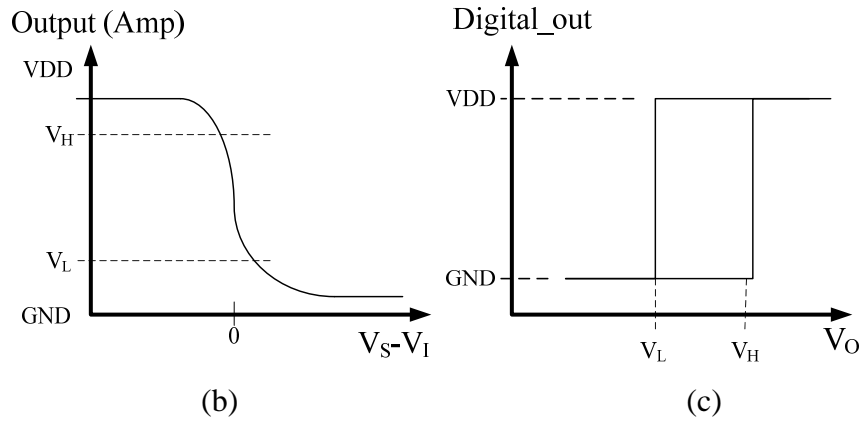 Output (Amp)
VDD
V_H
V_L
GND
0
V_S-V_I
(b)
Digital_out
VDD
GND
V_L
V_H
V_O
(c)